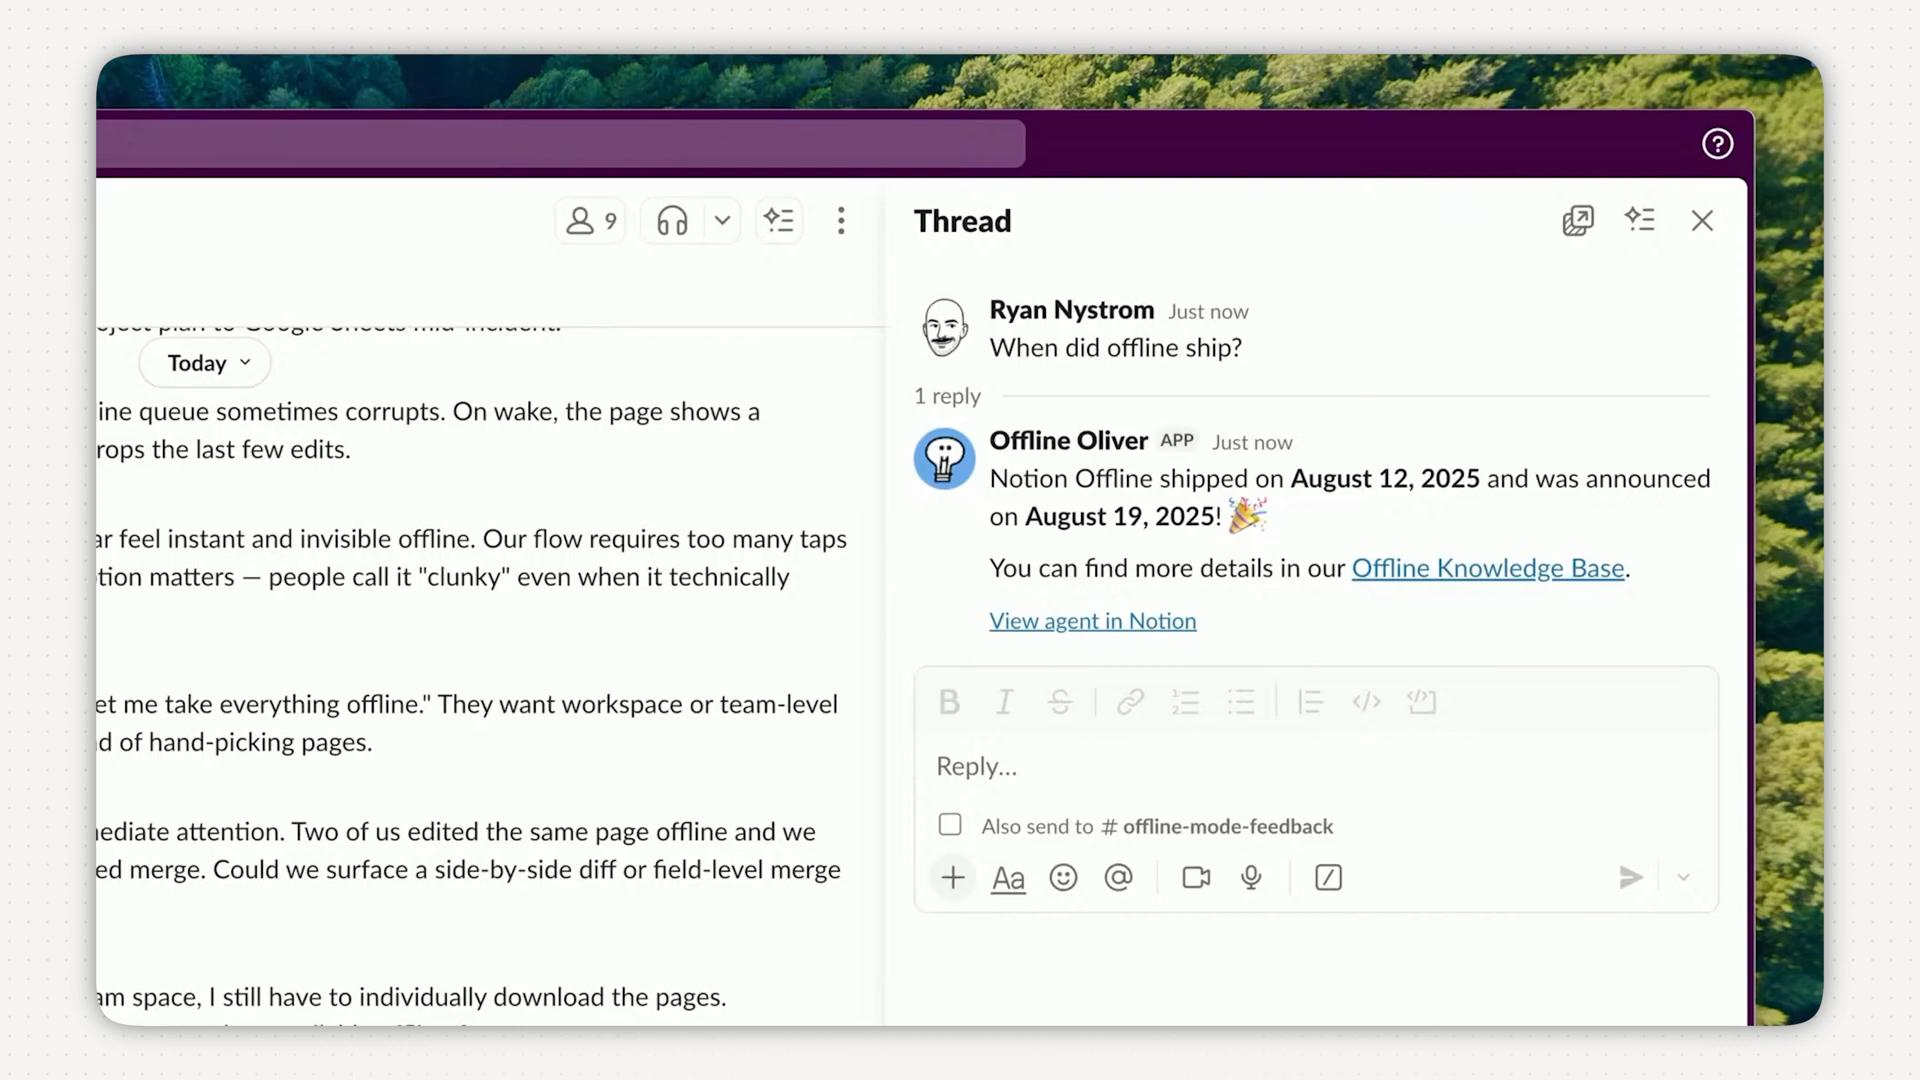 9
Today
ine queue sometimes corrupts. On wake, the page shows a
rops the last few edits.
ar feel instant and invisible offline. Our flow requires too many taps
tion matters — people call it "clunky" even when it technically
et me take everything offline." They want workspace or team-level
d of hand-picking pages.
nediate attention. Two of us edited the same page offline and we
ed merge. Could we surface a side-by-side diff or field-level merge
am space, I still have to individually download the pages.
Thread
Ryan Nystrom Just now
When did offline ship?
1 reply
Offline Oliver APP Just now
Notion Offline shipped on August 12, 2025 and was announced
on August 19, 2025! 🎉
You can find more details in our Offline Knowledge Base.
View agent in Notion
Reply...
Also send to # offline-mode-feedback
Aa